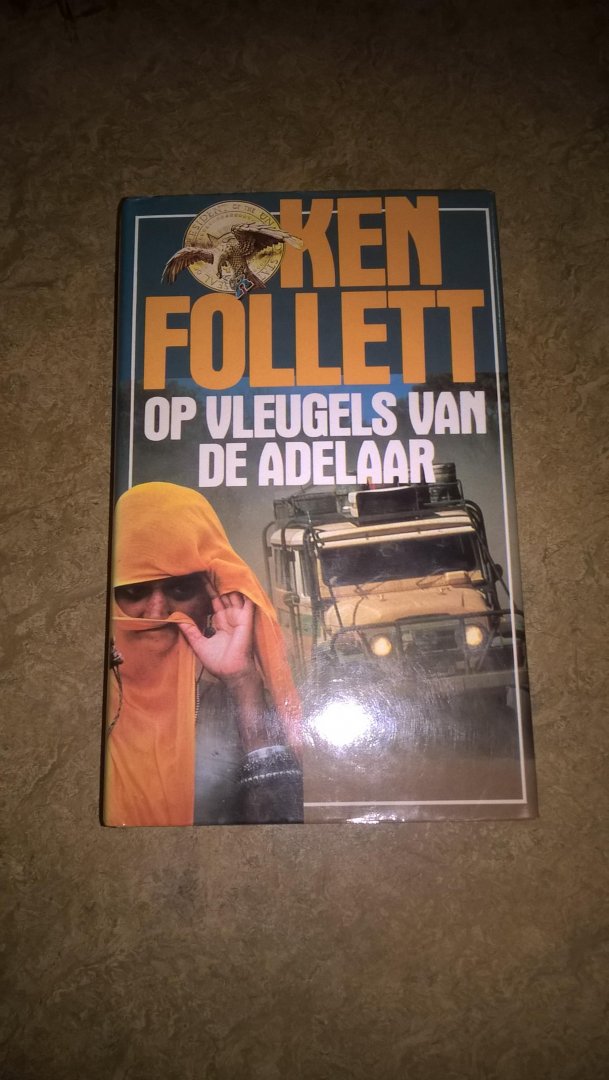 KEN
FOLLETT
OP VLEUGELS VAN
DE ADELAAR